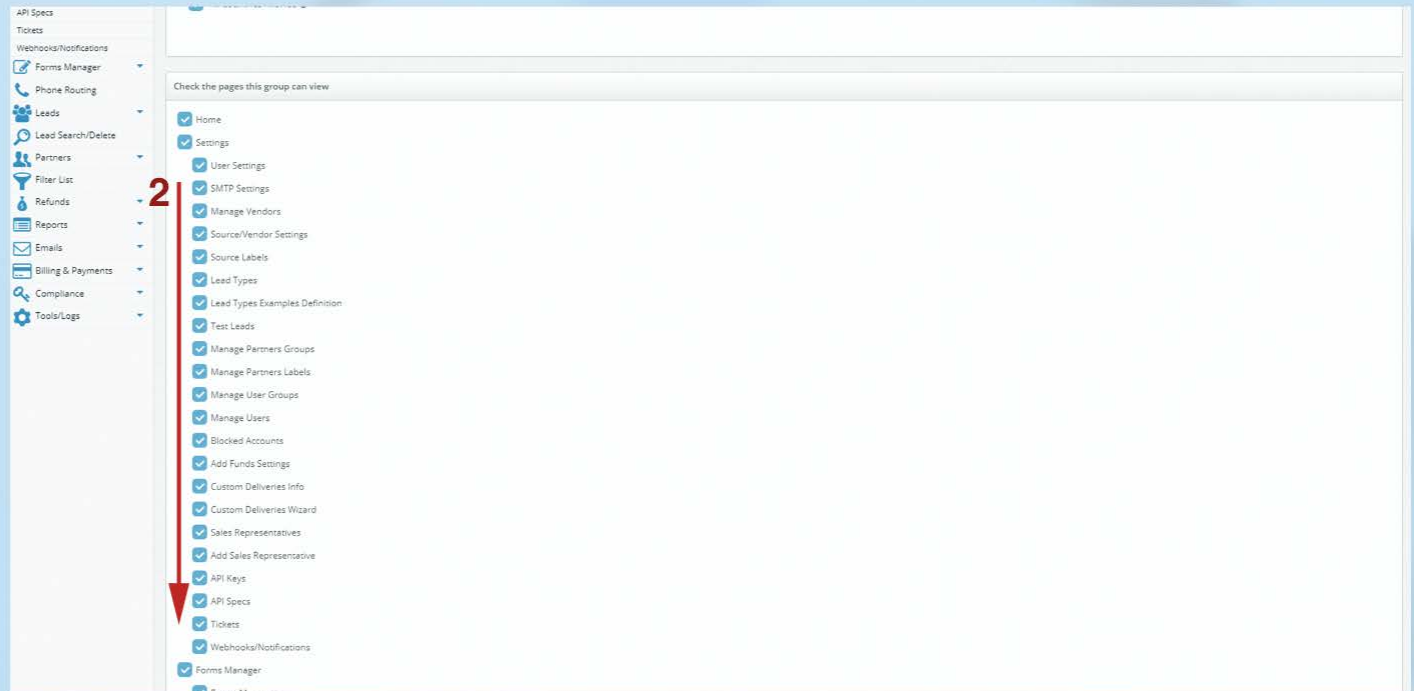 API Specs
Tickets
Webhooks/Notifications
Forms Manager
Phone Routing
Leads
Lead Search/Delete
Partners
Filter List
Refunds
Reports
Emails
Billing & Payments
Compliance
Tools/Logs
2
Check the pages this group can view
Home
Settings
User Settings
SMTP Settings
Manage Vendors
Source/Vendor Settings
Source Labels
Lead Types
Lead Types Examples Definition
Test Leads
Manage Partners Groups
Manage Partners Labels
Manage User Groups
Manage Users
Blocked Accounts
Add Funds Settings
Custom Deliveries Info
Custom Deliveries Wizard
Sales Representatives
Add Sales Representative
API Keys
API Specs
Tickets
Webhooks/Notifications
Forms Manager